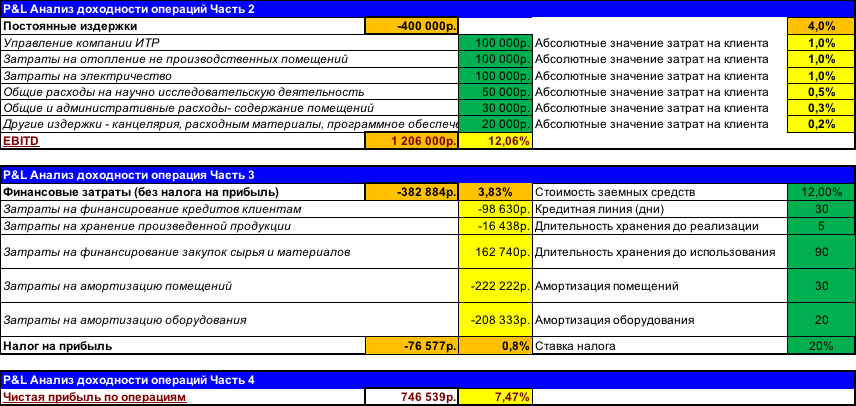 P&L Анализ доходности операций Часть 2
Постоянные издержки -400 000р. 4,0%
Управление компании ИТР 100 000р. Абсолютные значение затрат на клиента 1,0%
Затраты на отопление не производственных помещений 100 000р. Абсолютные значение затрат на клиента 1,0%
Затраты на электричество 100 000р. Абсолютные значение затрат на клиента 1,0%
Общие расходы на научно исследовательскую деятельность 50 000р. Абсолютные значение затрат на клиента 0,5%
Общие и административные расходы- содержание помещений 30 000р. Абсолютные значение затрат на клиента 0,3%
Другие издержки - канцелярия, расходным материалы, программное обеспече 20 000р. Абсолютные значение затрат на клиента 0,2%
EBITD 1 206 000р. 12,06%
P&L Анализ доходности операция Часть 3
Финансовые затраты (без налога на прибыль) -382 884р. 3,83% Стоимость заемных средств 12,00%
Затраты на финансирование кредитов клиентам -98 630р. Кредитная линия (дни) 30
Затраты на хранение произведенной продукции -16 438р. Длительность хранения до реализации 5
Затраты на финансирование закупок сырья и материалов 162 740р. Длительность хранения до использования 90
Затраты на амортизацию помещений -222 222р. Амортизация помещений 30
Затраты на амортизацию оборудования -208 333р. Амортизация оборудования 20
Налог на прибыль -76 577р. 0,8% Ставка налога 20%
P&L Анализ доходности операций Часть 4
Чистая прибыль по операциям 746 539р. 7,47%